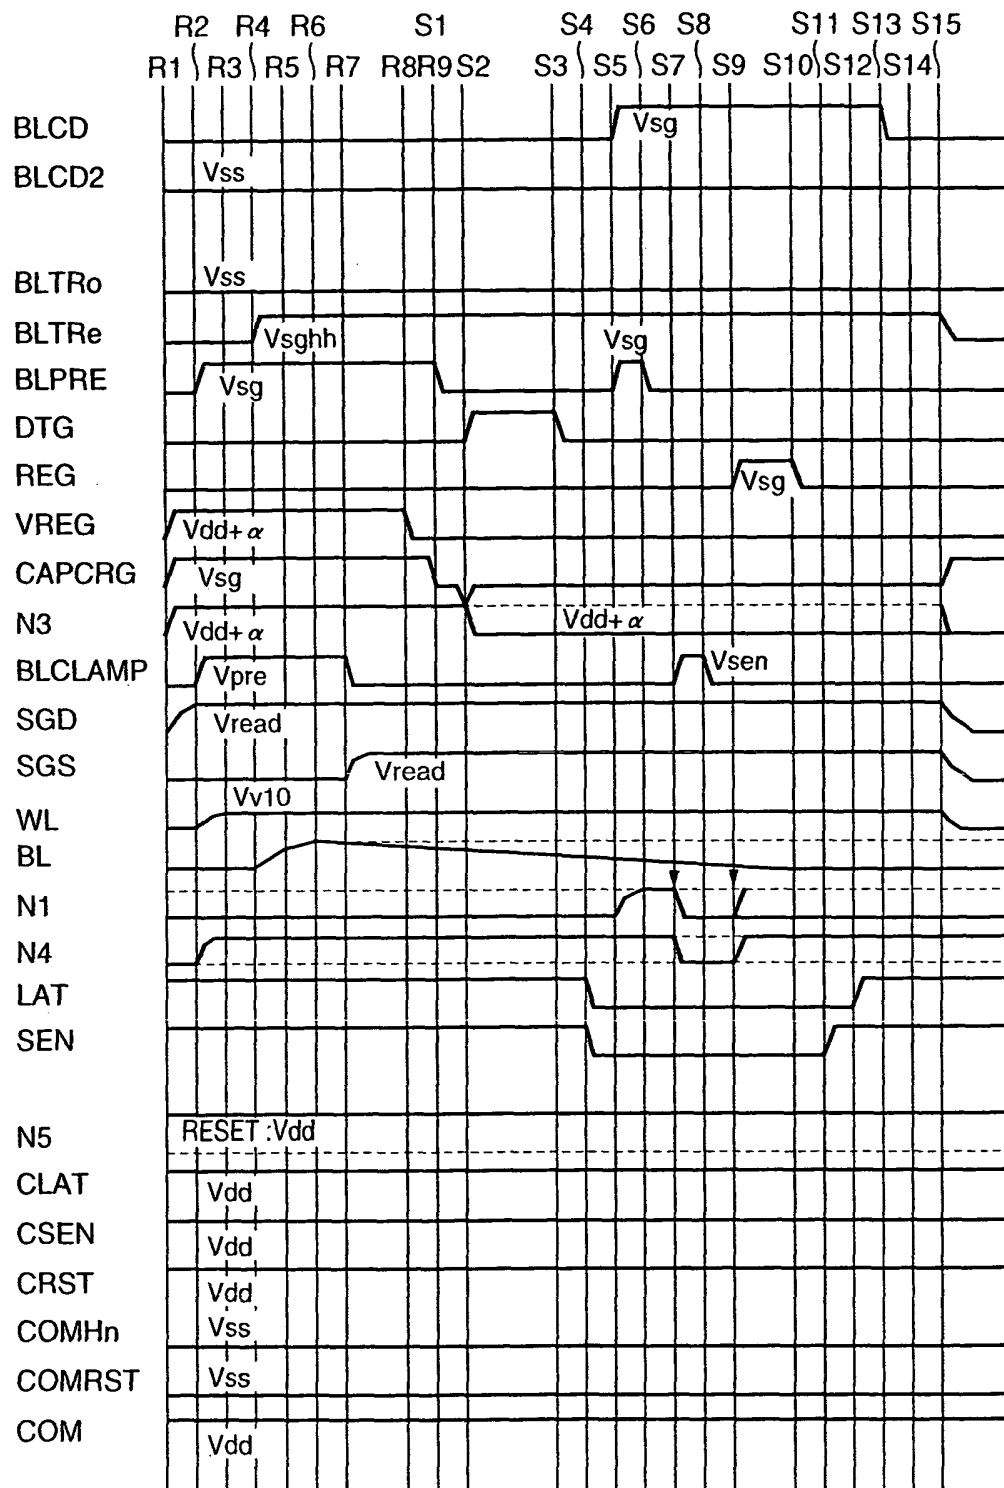 R2 R4 R6 S1 S4 S6 S8 S11 S13 S15
R1 R3 R5 R7 R8 R9 S2 S3 S5 S7 S9 S10 S12 S14
BLCD Vsg
BLCD2 Vss
BLTRo Vss
BLTRe Vsghh Vsg
BLPRE Vsg
DTG
REG Vsg
VREG Vdd+α
CAPCRG Vsg
N3 Vdd+α Vdd+α
BLCLAMP Vpre Vsen
SGD Vread
SGS Vread
Vv10
WL
BL
N1
N4
LAT
SEN
N5 RESET :Vdd
CLAT Vdd
CSEN Vdd
CRST Vdd
COMHn Vss
COMRST Vss
COM Vdd